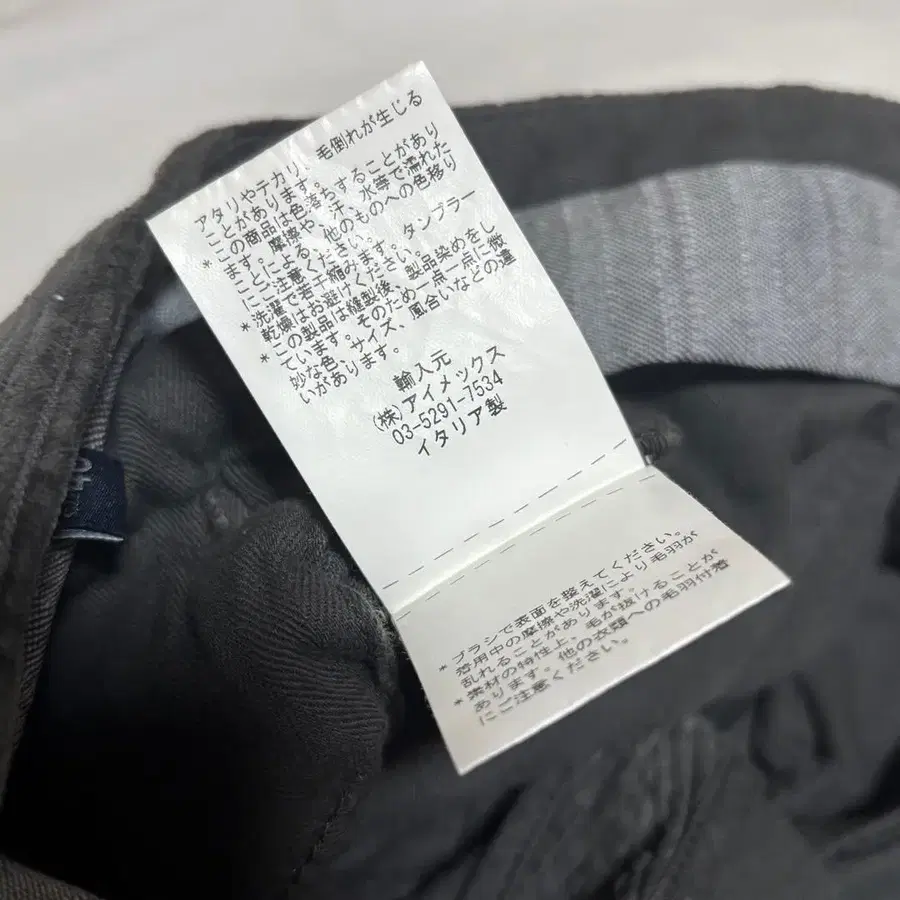 アタリやテカリ、毛倒れが生じる
ことがあります。
*この商品は色落ちすることがあり
ます。摩擦や、汗、水等で濡れた
ことによる、他のものへの色移り
にご注意ください。
*洗濯で若干縮みます。タンブラー
乾燥はお避けください。
*この製品は縫製後、製品染めをし
ています。そのため一点一点に微
妙な色、サイズ、風合いなどの違
いがあります。
輸入元
(株)アイメックス
03-5291-7534
イタリア製
*ブラシで表面を整えてください。
着用中の摩擦や洗濯により毛羽が
乱れることがあります。
*素材の特性上、毛が抜けることが
あります。他の衣類への毛羽付着
にご注意ください。